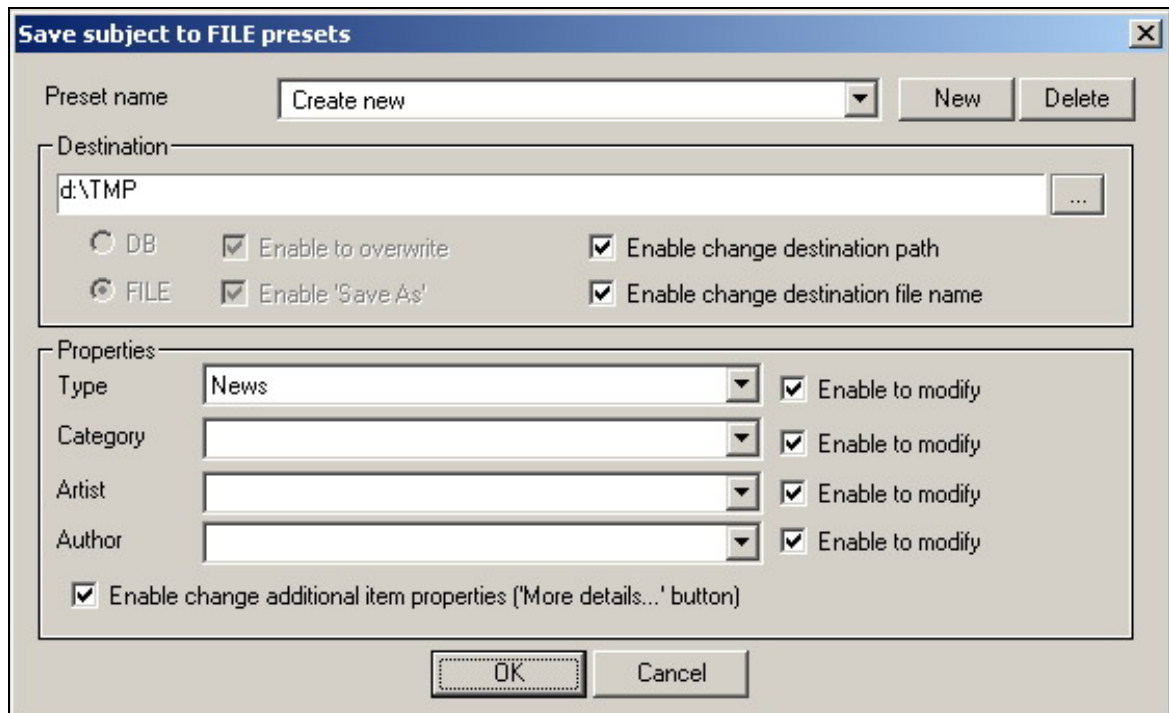 Save subject to FILE presets
Preset name Create new New Delete
Destination
d:\TMP ...
DB Enable to overwrite Enable change destination path
FILE Enable 'Save As' Enable change destination file name
Properties
Type News Enable to modify
Category Enable to modify
Artist Enable to modify
Author Enable to modify
Enable change additional item properties ('More details...' button)
OK Cancel